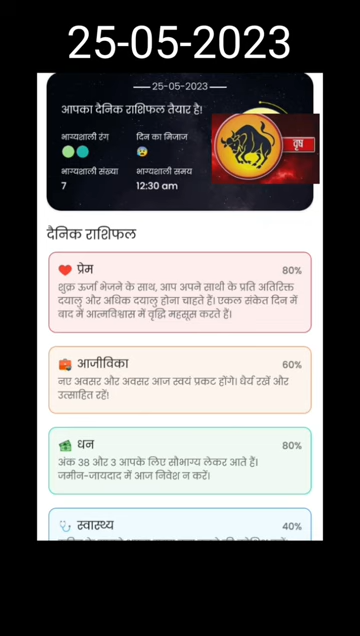 25-05-2023
25-05-2023
आपका दैनिक राशिफल तैयार है!
भाग्यशाली रंग
दिन का मिजाज
वृष
भाग्यशाली संख्या
भाग्यशाली समय
7
12:30 am
दैनिक राशिफल
प्रेम
80%
शुक्र ऊर्जा भेजने के साथ, आप अपने साथी के प्रति अतिरिक्त
दयालु और अधिक दयालु होना चाहते हैं। एकल संकेत दिन में
बाद में आत्मविश्वास में वृद्धि महसूस करते हैं।
आजीविका
60%
नए अवसर और अवसर आज स्वयं प्रकट होंगे। धैर्य रखें और
उत्साहित रहें!
धन
80%
अंक 38 और 3 आपके लिए सौभाग्य लेकर आते हैं।
जमीन-जायदाद में आज निवेश न करें।
स्वास्थ्य
40%